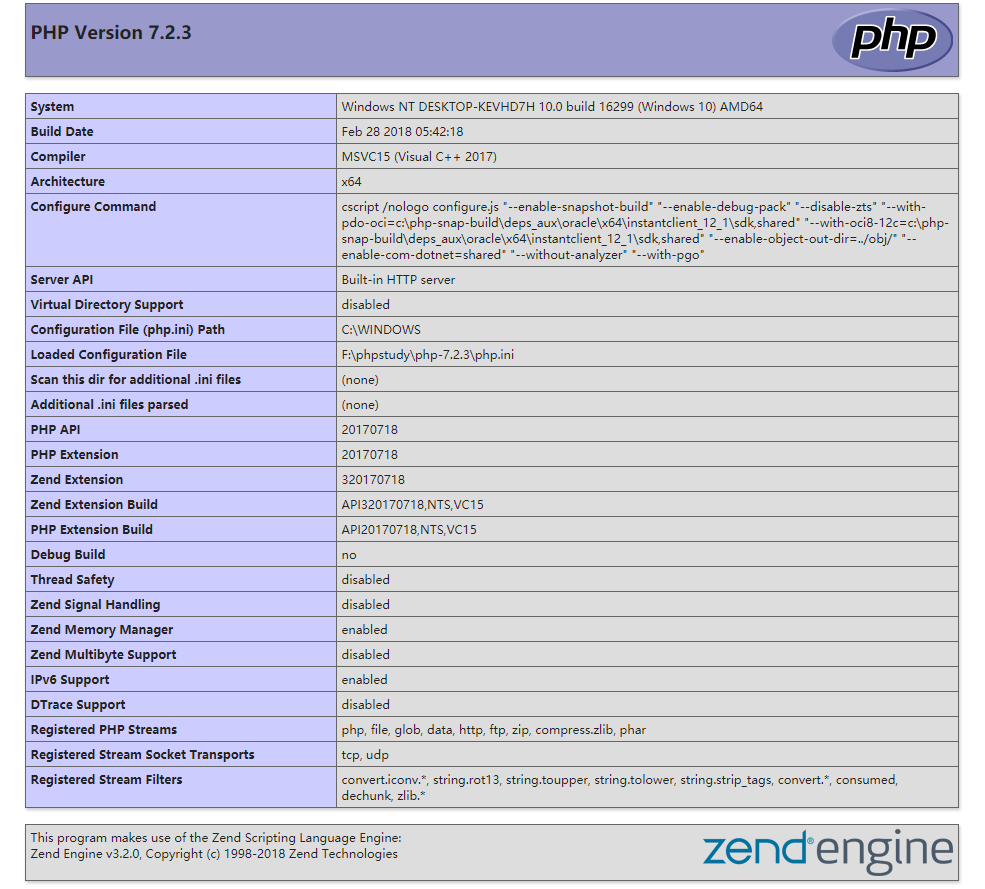 PHP Version 7.2.3
php
System Windows NT DESKTOP-KEVHD7H 10.0 build 16299 (Windows 10) AMD64
Build Date Feb 28 2018 05:42:18
Compiler MSVC15 (Visual C++ 2017)
Architecture x64
Configure Command cscript /nologo configure.js "--enable-snapshot-build" "--enable-debug-pack" "--disable-zts" "--with-
pdo-oci=c:\php-snap-build\deps_aux\oracle\x64\instantclient_12_1\sdk,shared" "--with-oci8-12c=c:\php-
snap-build\deps_aux\oracle\x64\instantclient_12_1\sdk,shared" "--enable-object-out-dir=../obj/" "--
enable-com-dotnet=shared" "--without-analyzer" "--with-pgo"
Server API Built-in HTTP server
Virtual Directory Support disabled
Configuration File (php.ini) Path C:\WINDOWS
Loaded Configuration File F:\phpstudy\php-7.2.3\php.ini
Scan this dir for additional .ini files (none)
Additional .ini files parsed (none)
PHP API 20170718
PHP Extension 20170718
Zend Extension 320170718
Zend Extension Build API320170718,NTS,VC15
PHP Extension Build API20170718,NTS,VC15
Debug Build no
Thread Safety disabled
Zend Signal Handling disabled
Zend Memory Manager enabled
Zend Multibyte Support disabled
IPv6 Support enabled
DTrace Support disabled
Registered PHP Streams php, file, glob, data, http, ftp, zip, compress.zlib, phar
Registered Stream Socket Transports tcp, udp
Registered Stream Filters convert.iconv.*, string.rot13, string.toupper, string.tolower, string.strip_tags, convert.*, consumed,
dechunk, zlib.*
This program makes use of the Zend Scripting Language Engine:
Zend Engine v3.2.0, Copyright (c) 1998-2018 Zend Technologies
zend® engine